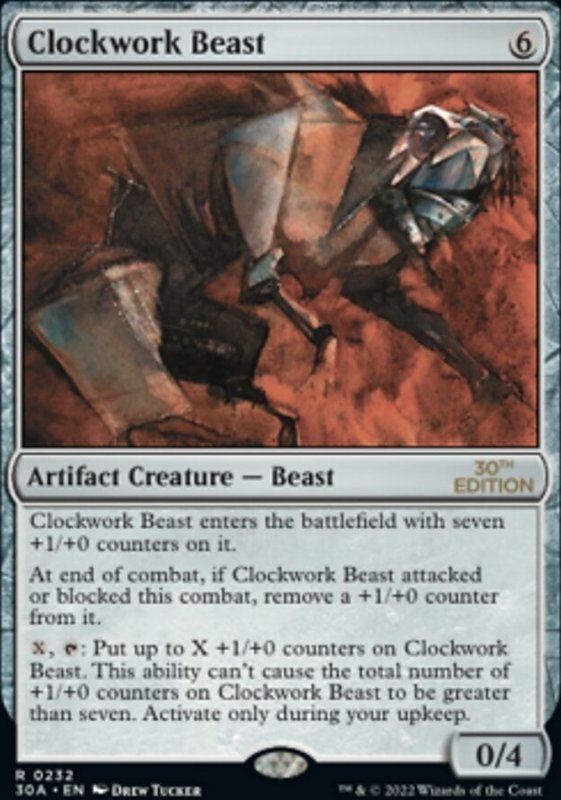 Clockwork Beast 6
Artifact Creature — Beast
30TH
EDITION
Clockwork Beast enters the battlefield with seven
+1/+0 counters on it.
At end of combat, if Clockwork Beast attacked
or blocked this combat, remove a +1/+0 counter
from it.
X, T: Put up to X +1/+0 counters on Clockwork
Beast. This ability can't cause the total number of
+1/+0 counters on Clockwork Beast to be greater
than seven. Activate only during your upkeep.
0/4
R 0232
30A • EN DREW TUCKER
™ & © 2022 Wizards of the Coast